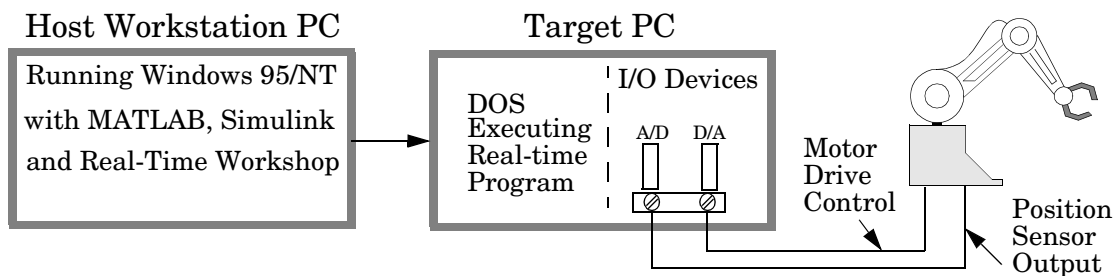 Host Workstation PC
Running Windows 95/NT
with MATLAB, Simulink
and Real-Time Workshop
Target PC
DOS
Executing
Real-time
Program
I/O Devices
A/D D/A
Motor
Drive
Control
Position
Sensor
Output